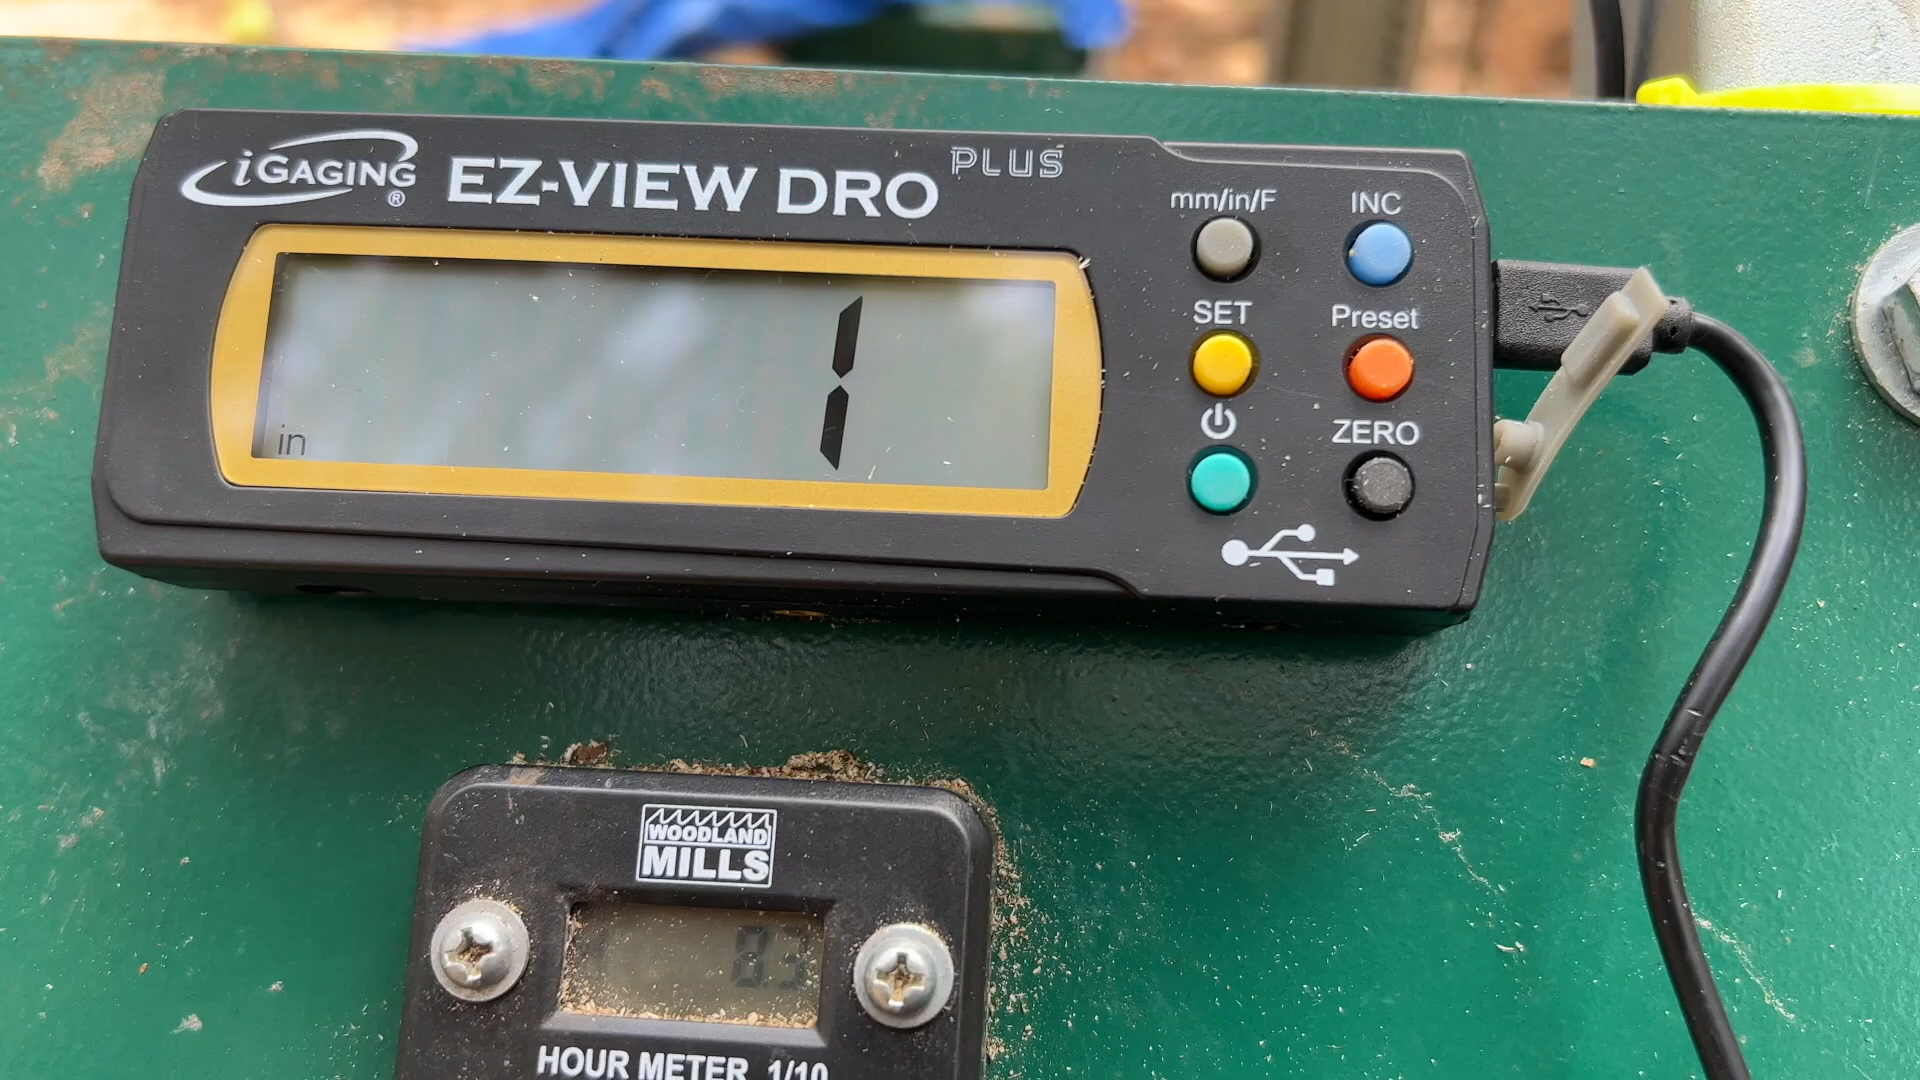 iGAGING®
EZ-VIEW DRO PLUS
mm/in/F INC
SET Preset
ZERO
1
in
WOODLAND
MILLS
HOUR METER 1/10